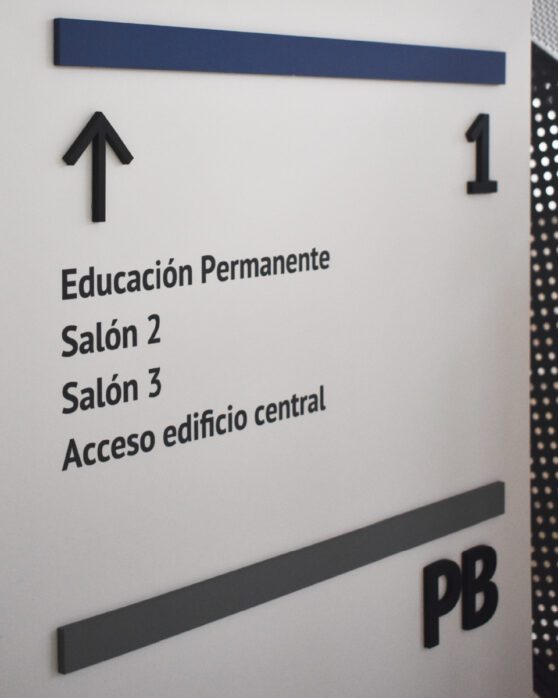 1
Educación Permanente
Salón 2
Salón 3
Acceso edificio central
PB